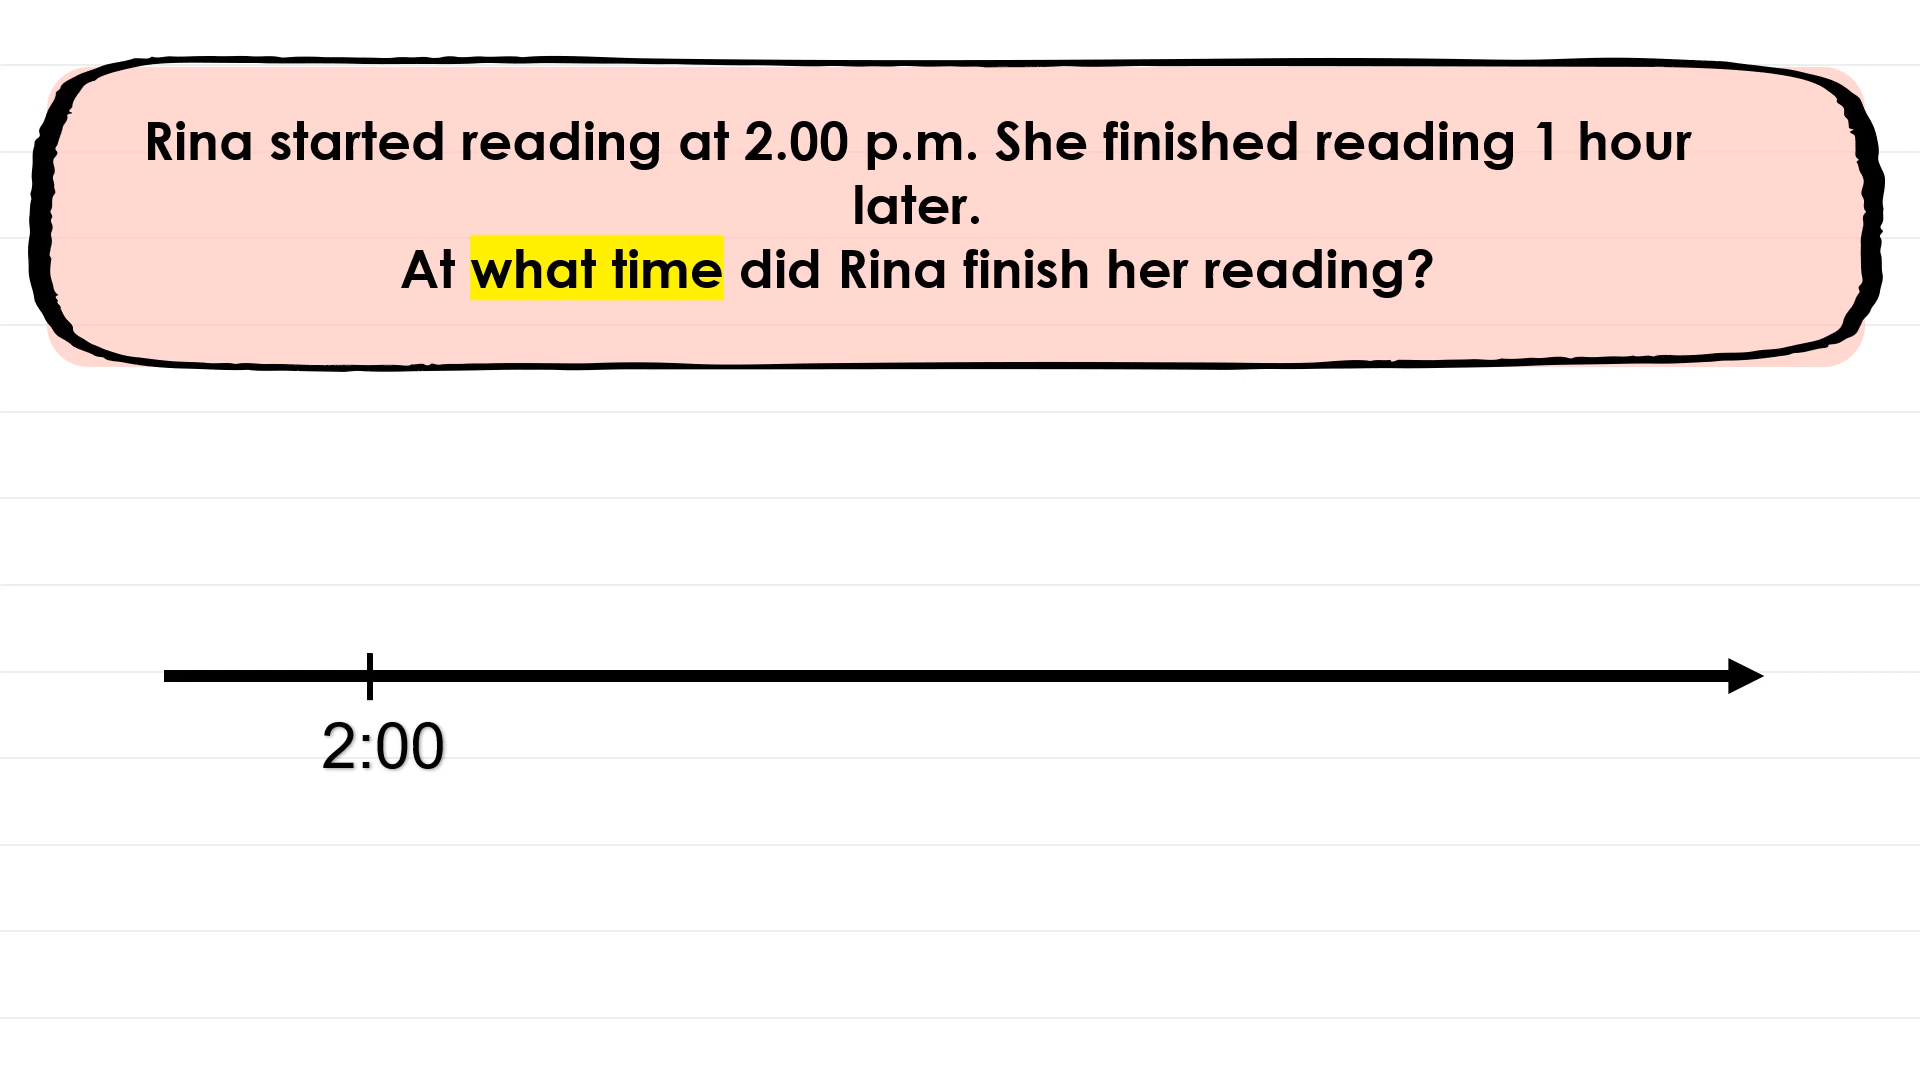 Rina started reading at 2.00 p.m. She finished reading 1 hour
later.
At what time did Rina finish her reading?
2:00